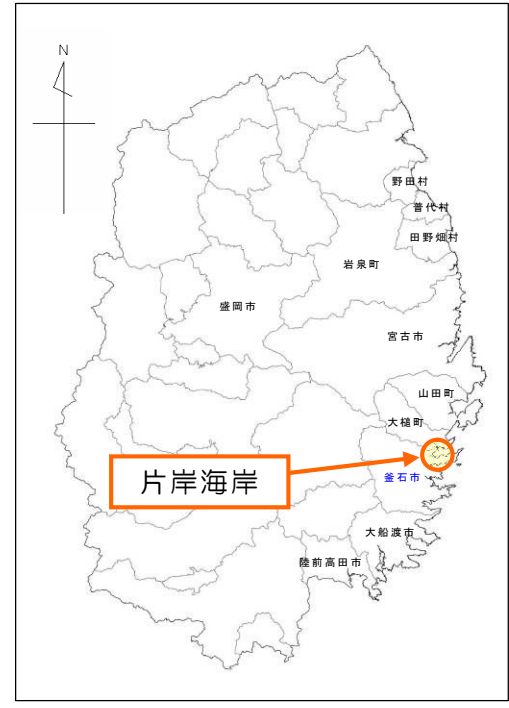 N
野田村
普代村
田野畑村
岩泉町
盛岡市
宮古市
山田町
大槌町
片岸海岸
釜石市
大船渡市
陸前高田市